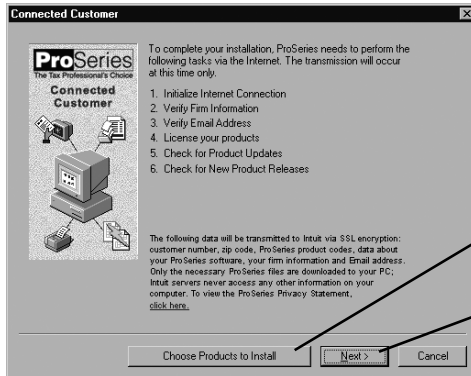 Connected Customer
ProSeries
The Tax Professional's Choice
Connected
Customer
To complete your installation, ProSeries needs to perform the
following tasks via the Internet. The transmission will occur
at this time only.
1. Initialize Internet Connection
2. Verify Firm Information
3. Verify Email Address
4. License your products
5. Check for Product Updates
6. Check for New Product Releases
The following data will be transmitted to Intuit via SSL encryption:
customer number, zip code, ProSeries product codes, data about
your ProSeries software, your firm information and Email address.
Only the necessary ProSeries files are downloaded to your PC;
Intuit servers never access any other information on your
computer. To view the ProSeries Privacy Statement,
click here.
Choose Products to Install
Next >
Cancel